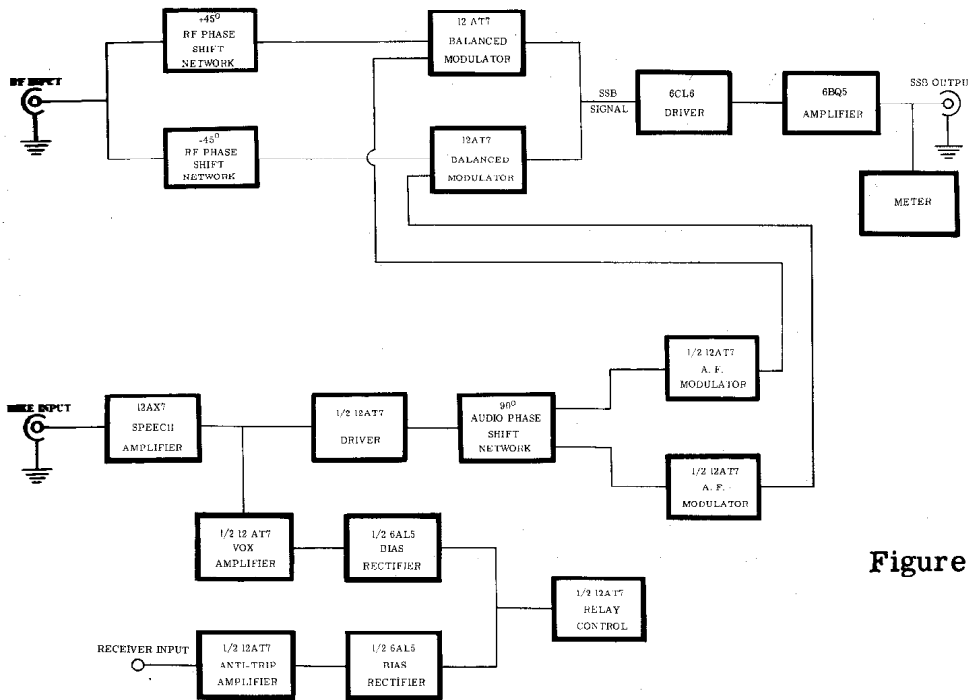 +45°
RF PHASE
SHIFT
NETWORK
12 AT7
BALANCED
MODULATOR
RF INPUT
SSB
SIGNAL
6CL6
DRIVER
6BQ5
AMPLIFIER
SSB OUTPU
-45°
RF PHASE
SHIFT
NETWORK
12AT7
BALANCED
MODULATOR
METER
1/2 12AT7
A. F.
MODULATOR
MIKE INPUT
12AX7
SPEECH
AMPLIFIER
1/2 12AT7
DRIVER
90°
AUDIO PHASE
SHIFT
NETWORK
1/2 12AT7
A. F.
MODULATOR
1/2 12 AT7
VOX
AMPLIFIER
1/2 6AL5
BIAS
RECTIFIER
Figure
1/2 12AT7
RELAY
CONTROL
RECEIVER INPUT
1/2 12AT7
ANTI-TRIP
AMPLIFIER
1/2 6AL5
BIAS
RECTIFIER